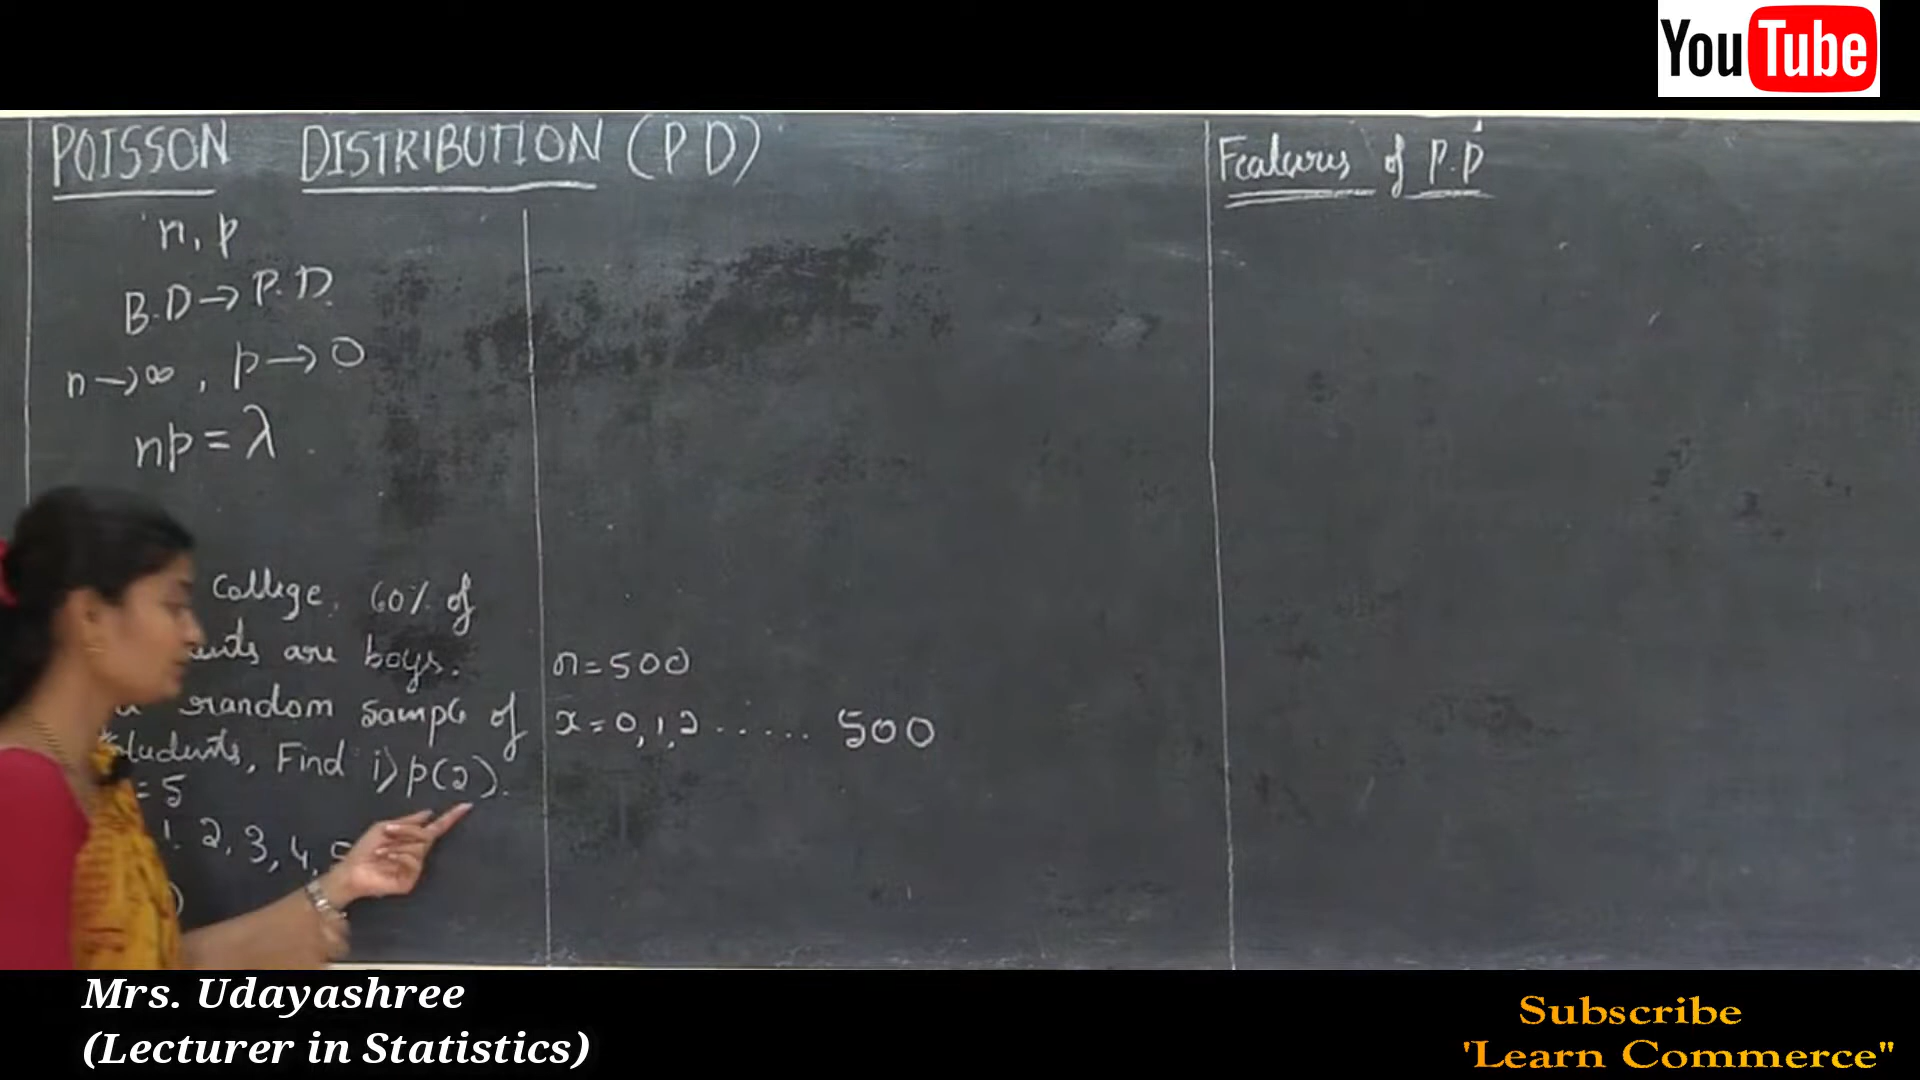 YouTube
POISSON DISTRIBUTION (P.D)
n, p
B.D→P.D.
n→∞, p→0
np=λ
College, 60% of
are boys.
random sample of
students, Find i) p(2).
= 5
1, 2, 3, 4,
n=500
x=0,1,2...... 500
Features of P.D
Mrs. Udayashree
(Lecturer in Statistics)
Subscribe
'Learn Commerce"